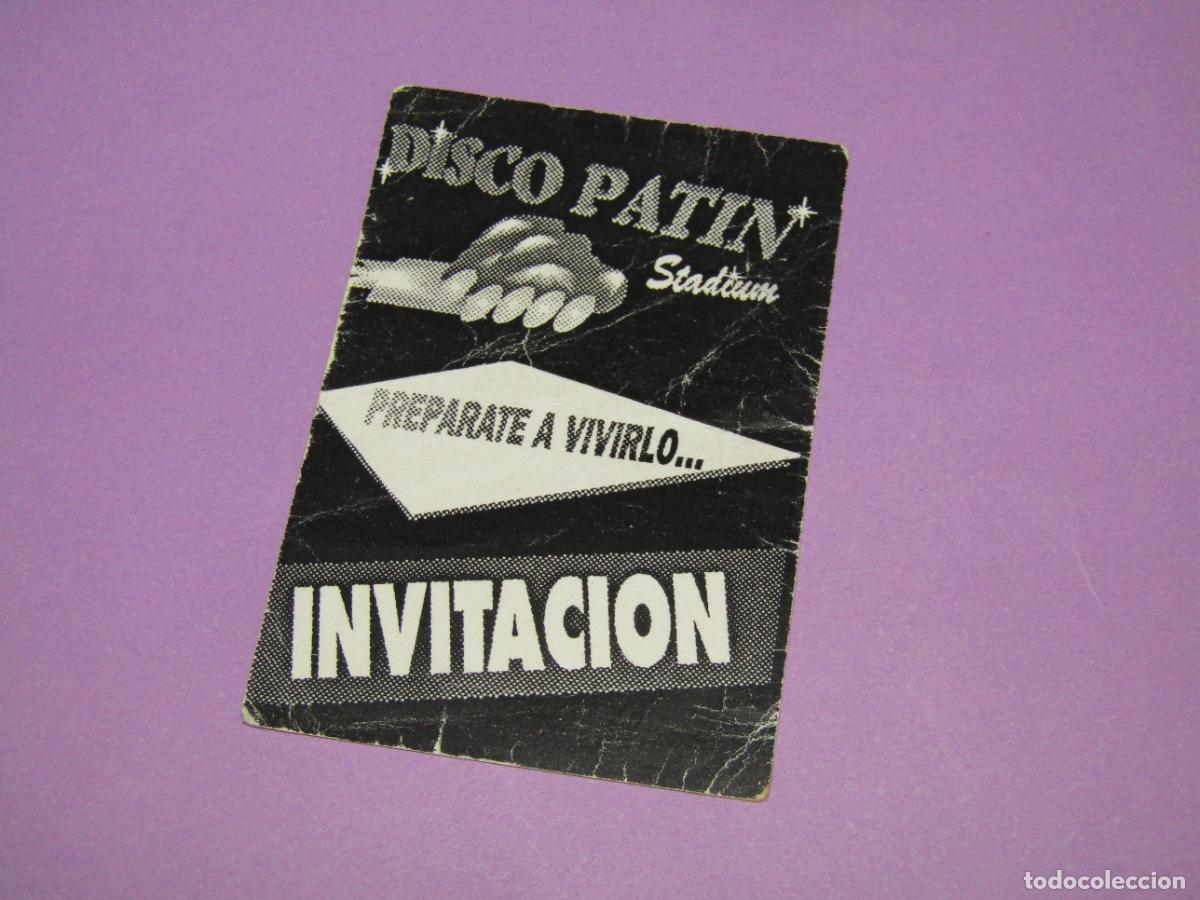 DISCO PATIN
Stadium
PREPARATE A VIVIRLO...
INVITACION
todocoleccion